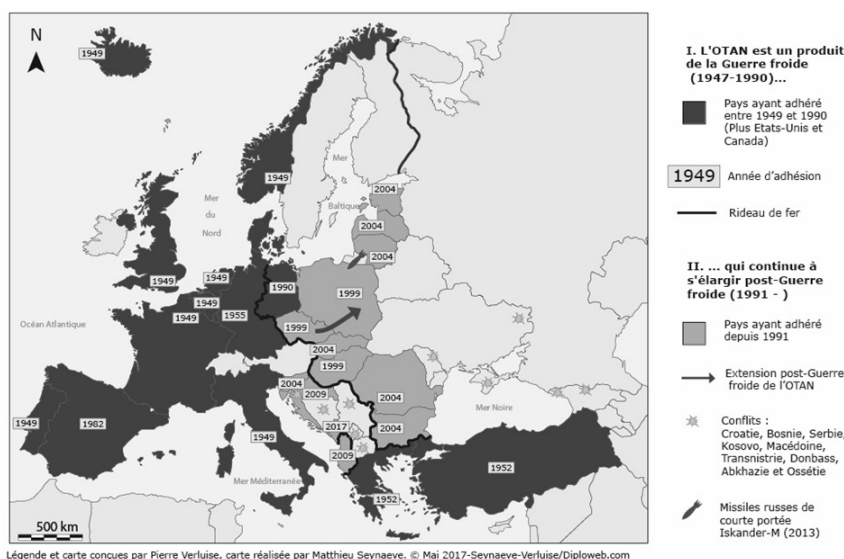 N
1949
1949
Mer
Baltique
2004
Mer
du
Nord
2004
2004
1949
1949
1949
1949
1955
1990
1999
1999
Océan Atlantique
2004
1999
2004
2009
2004
2004
Mer Noire
1949
1982
1949
2017
2009
1952
1952
Mer Méditerranée
500 km
I. L'OTAN est un produit
de la Guerre froide
(1947-1990)...
Pays ayant adhéré
entre 1949 et 1990
(Plus Etats-Unis et
Canada)
1949
Année d'adhésion
Rideau de fer
II. ... qui continue à
s'élargir post-Guerre
froide (1991 - )
Pays ayant adhéré
depuis 1991
Extension post-Guerre
froide de l'OTAN
Conflits :
Croatie, Bosnie, Serbie,
Kosovo, Macédoine,
Transnistrie, Donbass,
Abkhazie et Ossétie
Missiles russes de
courte portée
Iskander-M (2013)
Légende et carte conçues par Pierre Verluise, carte réalisée par Matthieu Seynaeve. © Mai 2017-Seynaeve-Verluise/Diploweb.com